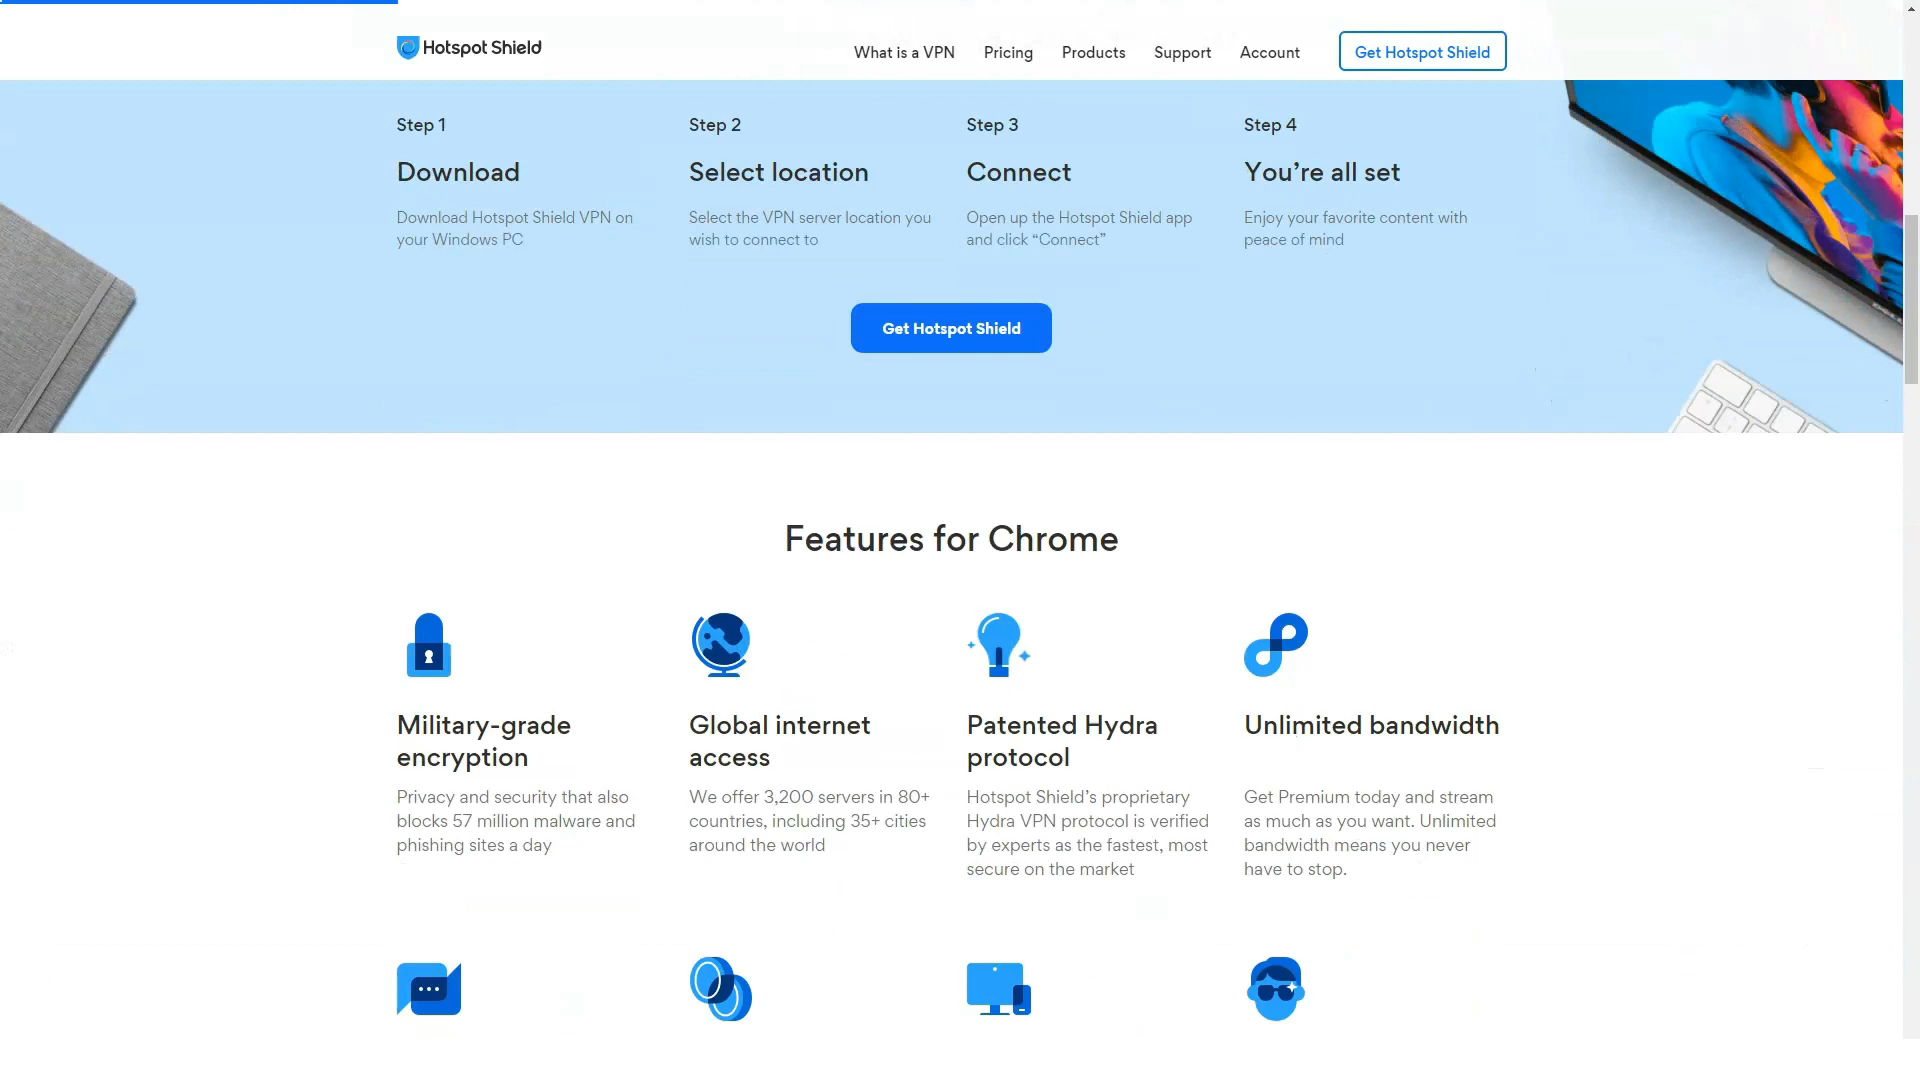 Hotspot Shield
What is a VPN
Pricing
Products
Support
Account
Get Hotspot Shield
Step 1
Download
Download Hotspot Shield VPN on
your Windows PC
Step 2
Select location
Select the VPN server location you
wish to connect to
Step 3
Connect
Open up the Hotspot Shield app
and click “Connect”
Step 4
You’re all set
Enjoy your favorite content with
peace of mind
Get Hotspot Shield
Features for Chrome
Military-grade
encryption
Privacy and security that also
blocks 57 million malware and
phishing sites a day
Global internet
access
We offer 3,200 servers in 80+
countries, including 35+ cities
around the world
Patented Hydra
protocol
Hotspot Shield’s proprietary
Hydra VPN protocol is verified
by experts as the fastest, most
secure on the market
Unlimited bandwidth
Get Premium today and stream
as much as you want. Unlimited
bandwidth means you never
have to stop.